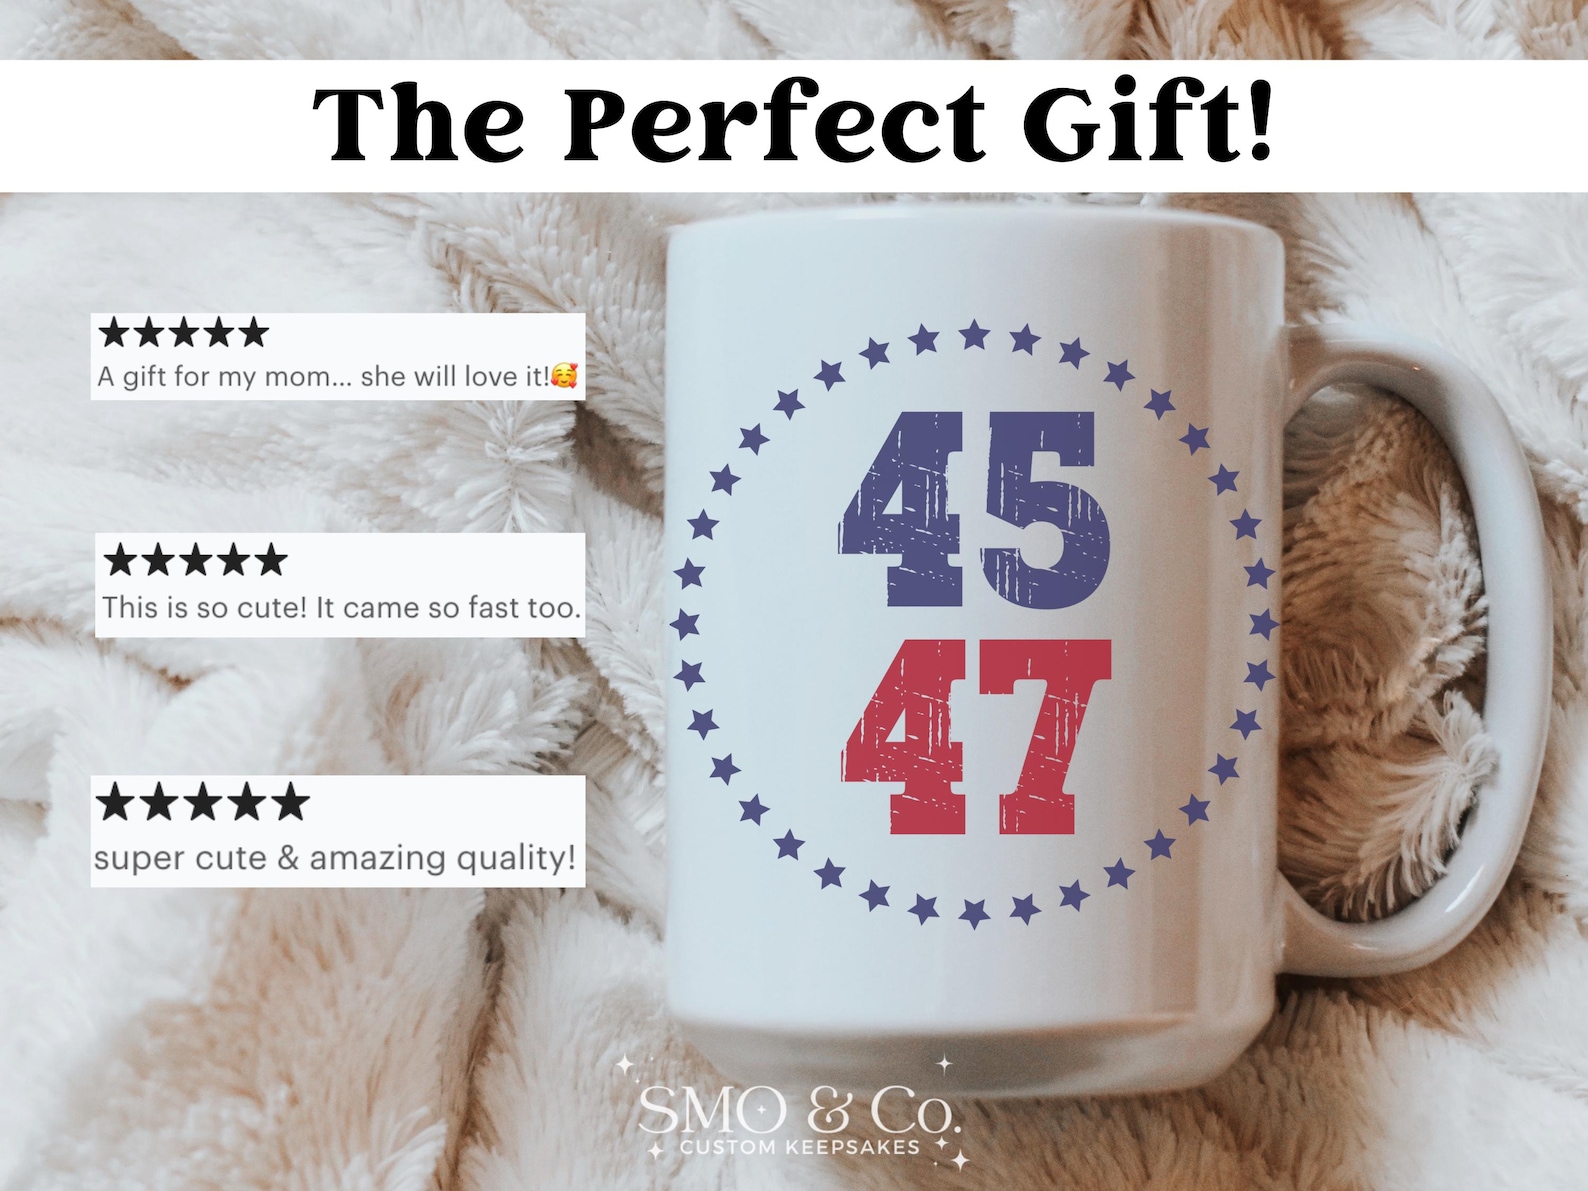 The Perfect Gift!
★★★★★
A gift for my mom... she will love it!🥰
★★★★★
This is so cute! It came so fast too.
★★★★★
super cute & amazing quality!
45
47
SMO & Co.
CUSTOM KEEPSAKES